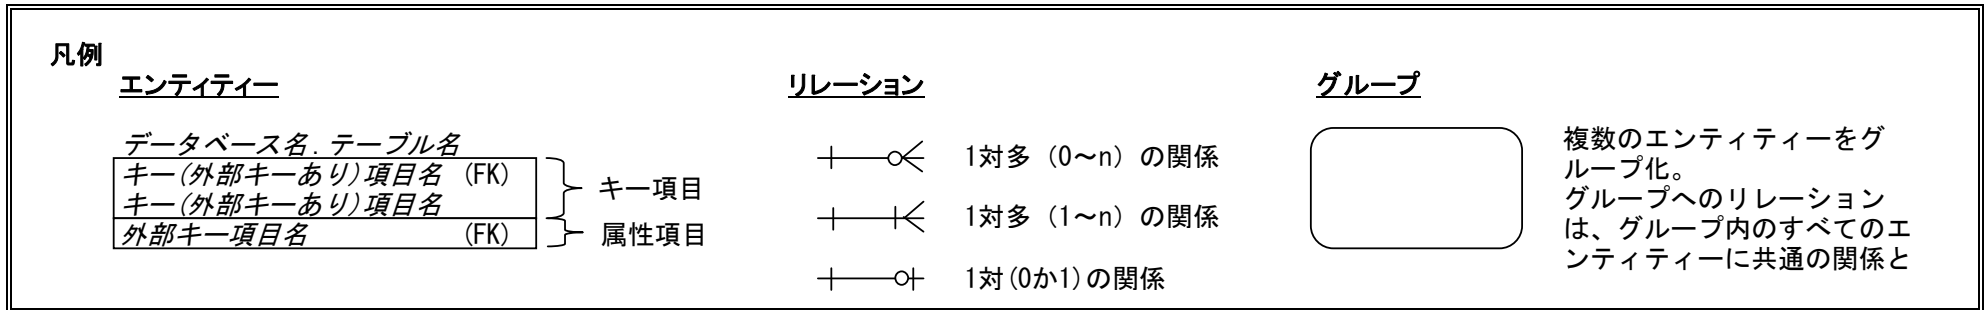 凡例
エンティティー
データベース名.テーブル名
キー(外部キーあり)項目名 (FK)
キー(外部キーあり)項目名
外部キー項目名 (FK)
キー項目
属性項目
リレーション
1対多（0～n）の関係
1対多（1～n）の関係
1対(0か1)の関係
グループ
複数のエンティティーをグ
ループ化。
グループへのリレーション
は、グループ内のすべてのエ
ンティティーに共通の関係と